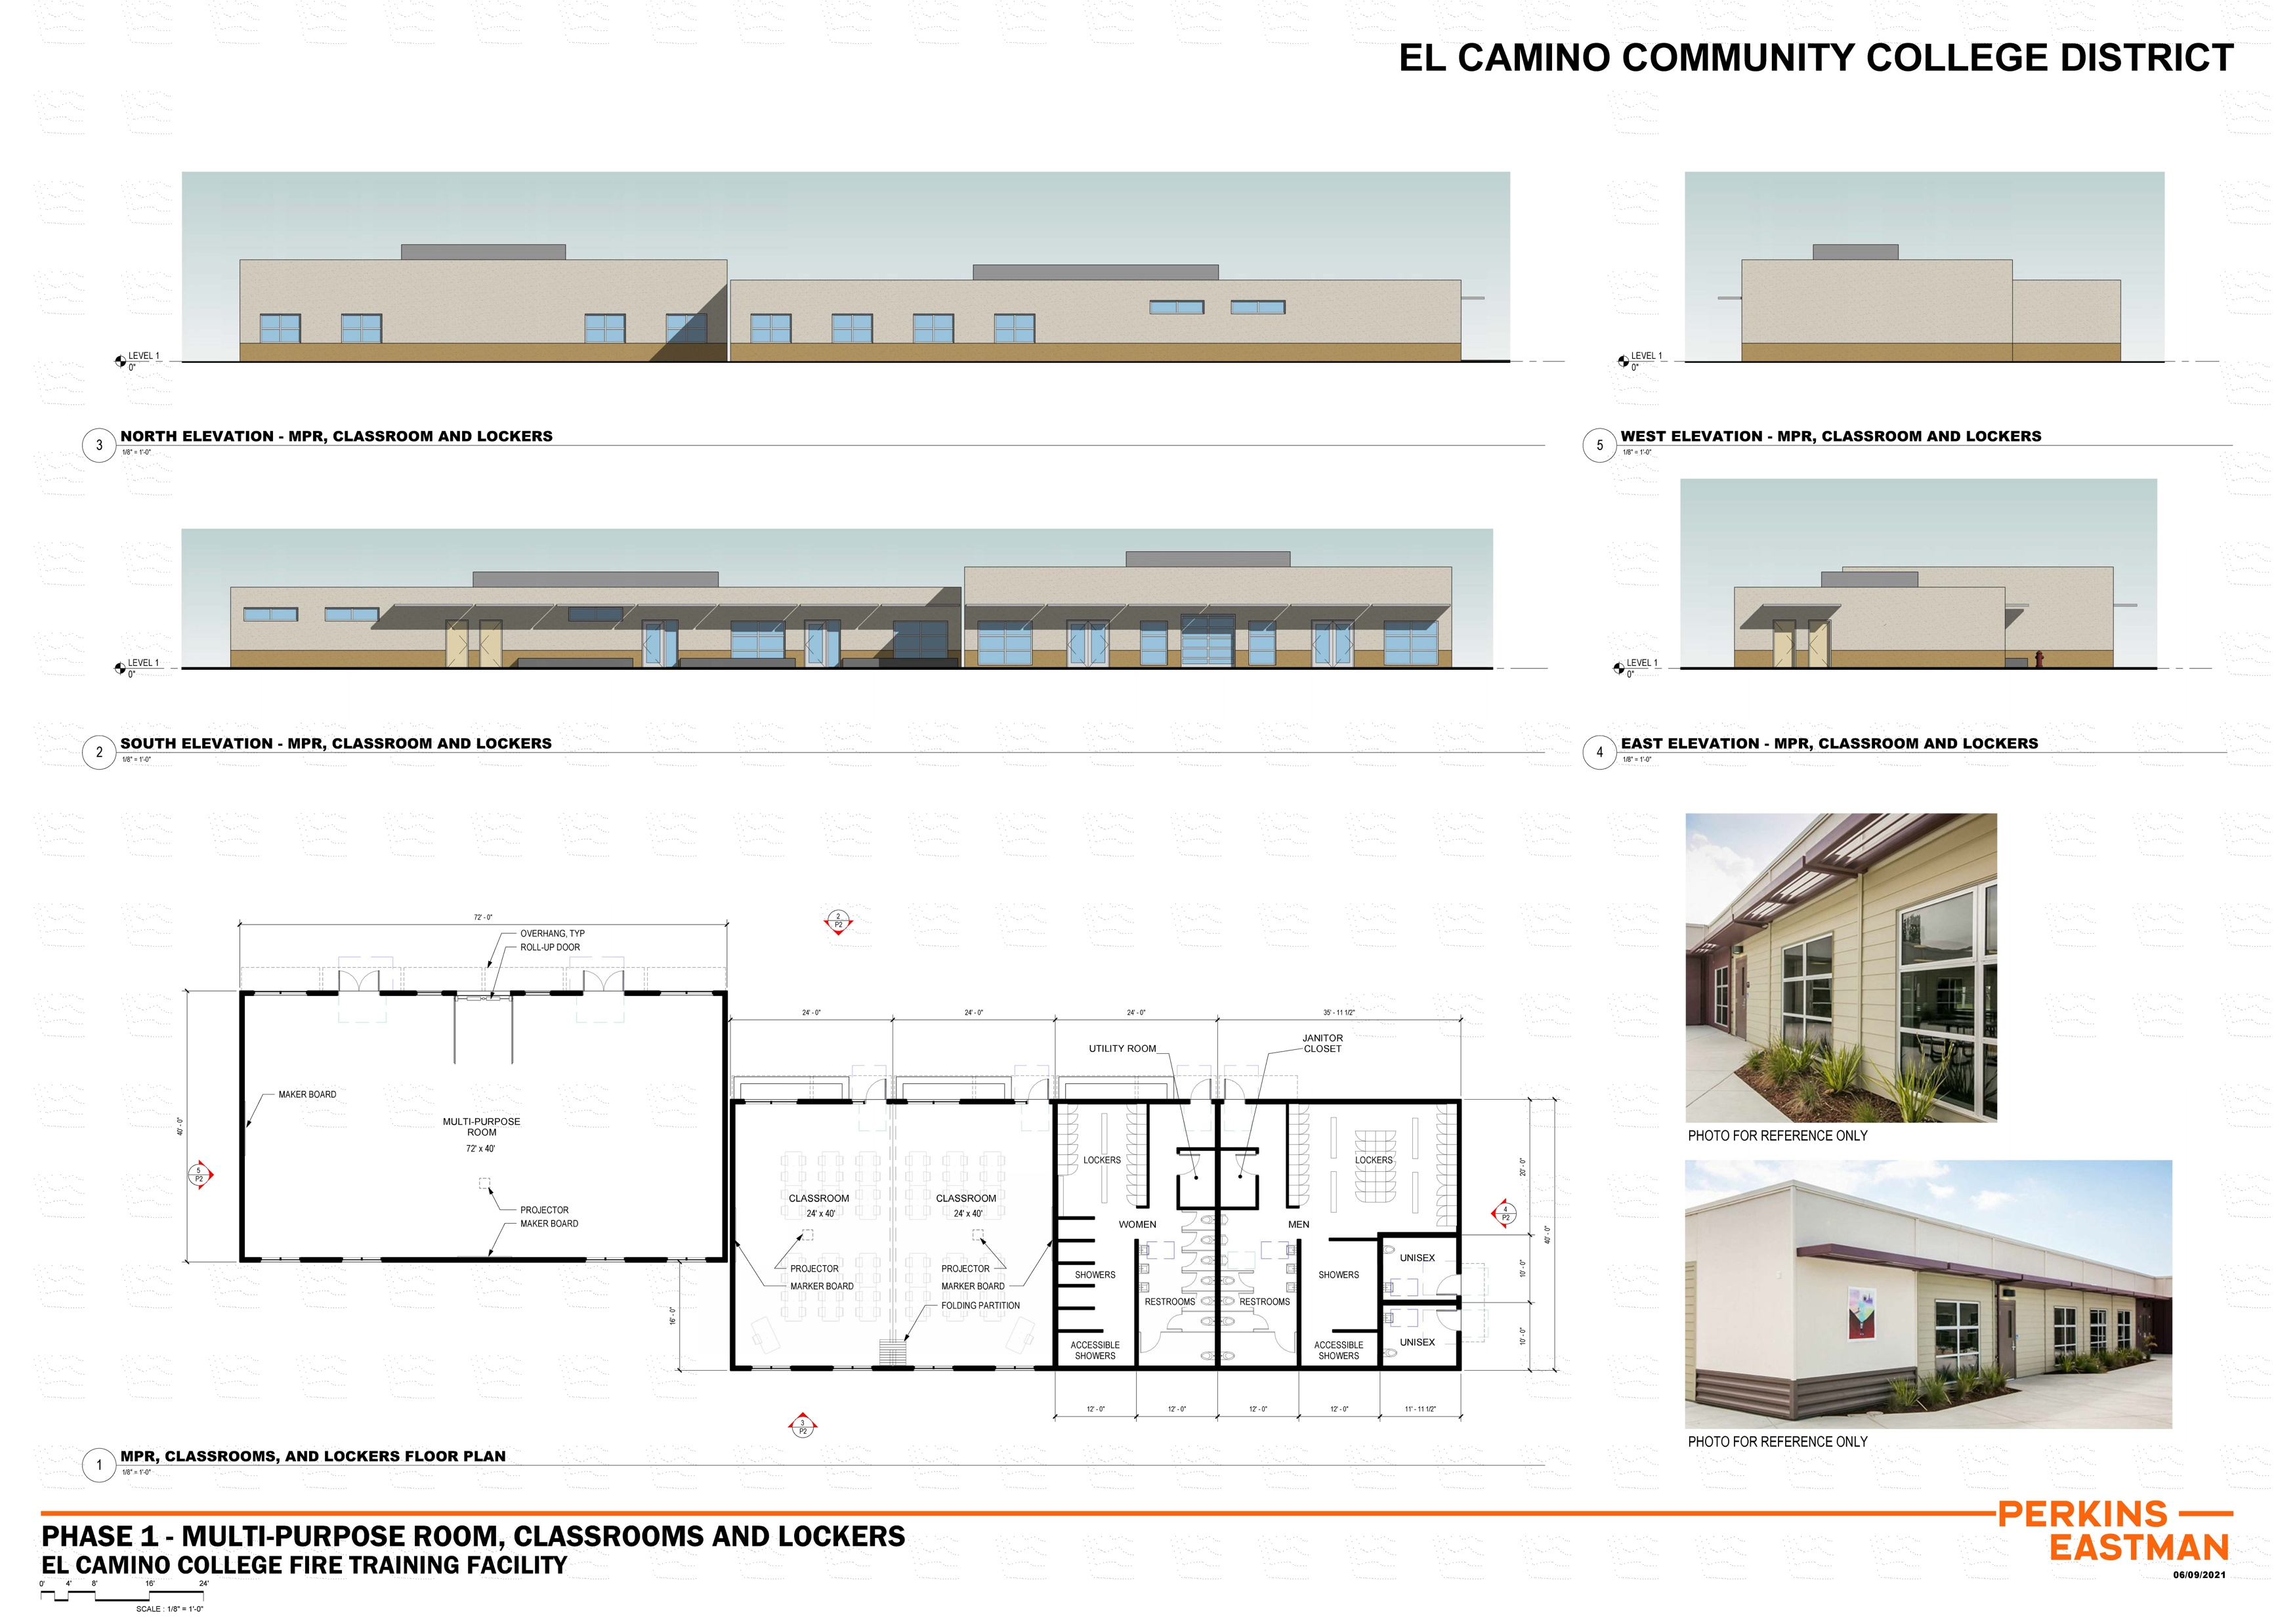 EL CAMINO COMMUNITY COLLEGE DISTRICT
LEVEL 1
0"
LEVEL 1
0"
3
NORTH ELEVATION - MPR, CLASSROOM AND LOCKERS
1/8" = 1'-0"
5
WEST ELEVATION - MPR, CLASSROOM AND LOCKERS
1/8" = 1'-0"
LEVEL 1
0"
LEVEL 1
0"
2
SOUTH ELEVATION - MPR, CLASSROOM AND LOCKERS
1/8" = 1'-0"
4
EAST ELEVATION - MPR, CLASSROOM AND LOCKERS
1/8" = 1'-0"
72' - 0"
OVERHANG, TYP
ROLL-UP DOOR
2
P2
24' - 0"
24' - 0"
24' - 0"
35' - 11 1/2"
UTILITY ROOM
JANITOR
CLOSET
MAKER BOARD
40' - 0"
MULTI-PURPOSE
ROOM
72' x 40'
5
P2
PROJECTOR
MAKER BOARD
LOCKERS
LOCKERS
CLASSROOM
24' x 40'
CLASSROOM
24' x 40'
WOMEN
MEN
4
P2
20' - 0"
40' - 0"
10' - 0"
10' - 0"
UNISEX
PROJECTOR
MARKER BOARD
PROJECTOR
MARKER BOARD
SHOWERS
SHOWERS
FOLDING PARTITION
RESTROOMS
RESTROOMS
16' - 0"
ACCESSIBLE
SHOWERS
ACCESSIBLE
SHOWERS
UNISEX
12' - 0"
12' - 0"
12' - 0"
12' - 0"
11' - 11 1/2"
3
P2
PHOTO FOR REFERENCE ONLY
PHOTO FOR REFERENCE ONLY
1
MPR, CLASSROOMS, AND LOCKERS FLOOR PLAN
1/8" = 1'-0"
PHASE 1 - MULTI-PURPOSE ROOM, CLASSROOMS AND LOCKERS
EL CAMINO COLLEGE FIRE TRAINING FACILITY
0' 4' 8' 16' 24'
SCALE : 1/8" = 1'-0"
PERKINS
EASTMAN
06/09/2021